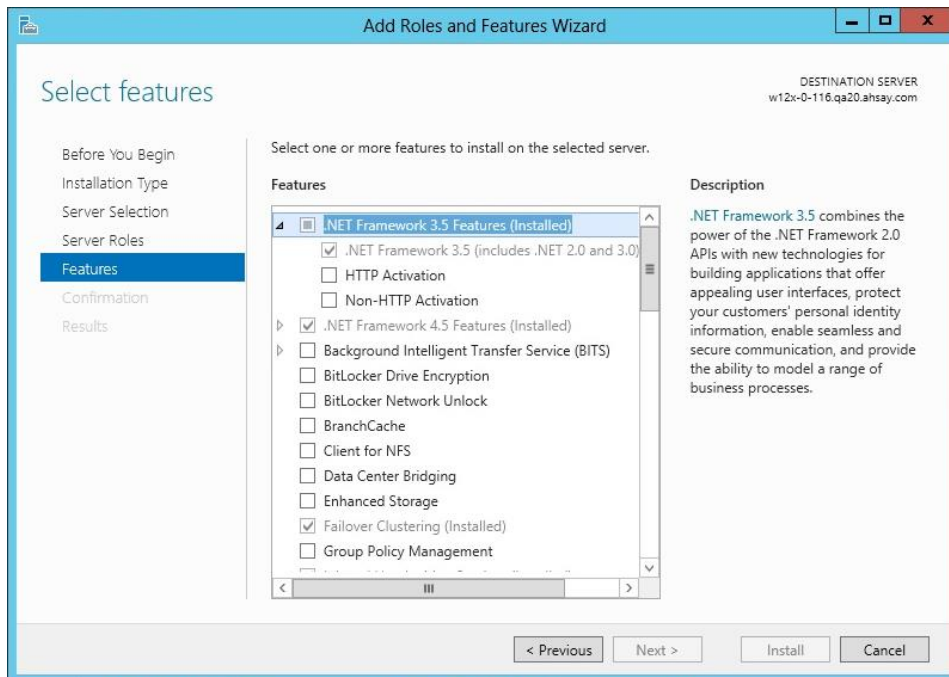 Add Roles and Features Wizard
Select features
DESTINATION SERVER
w12x-0-116.qa20.ahsay.com
Before You Begin
Installation Type
Server Selection
Server Roles
Features
Confirmation
Results
Select one or more features to install on the selected server.
Features
.NET Framework 3.5 Features (Installed)
.NET Framework 3.5 (includes .NET 2.0 and 3.0)
HTTP Activation
Non-HTTP Activation
.NET Framework 4.5 Features (Installed)
Background Intelligent Transfer Service (BITS)
BitLocker Drive Encryption
BitLocker Network Unlock
BranchCache
Client for NFS
Data Center Bridging
Enhanced Storage
Failover Clustering (Installed)
Group Policy Management
Description
.NET Framework 3.5 combines the
power of the .NET Framework 2.0
APIs with new technologies for
building applications that offer
appealing user interfaces, protect
your customers' personal identity
information, enable seamless and
secure communication, and provide
the ability to model a range of
business processes.
< Previous
Next >
Install
Cancel